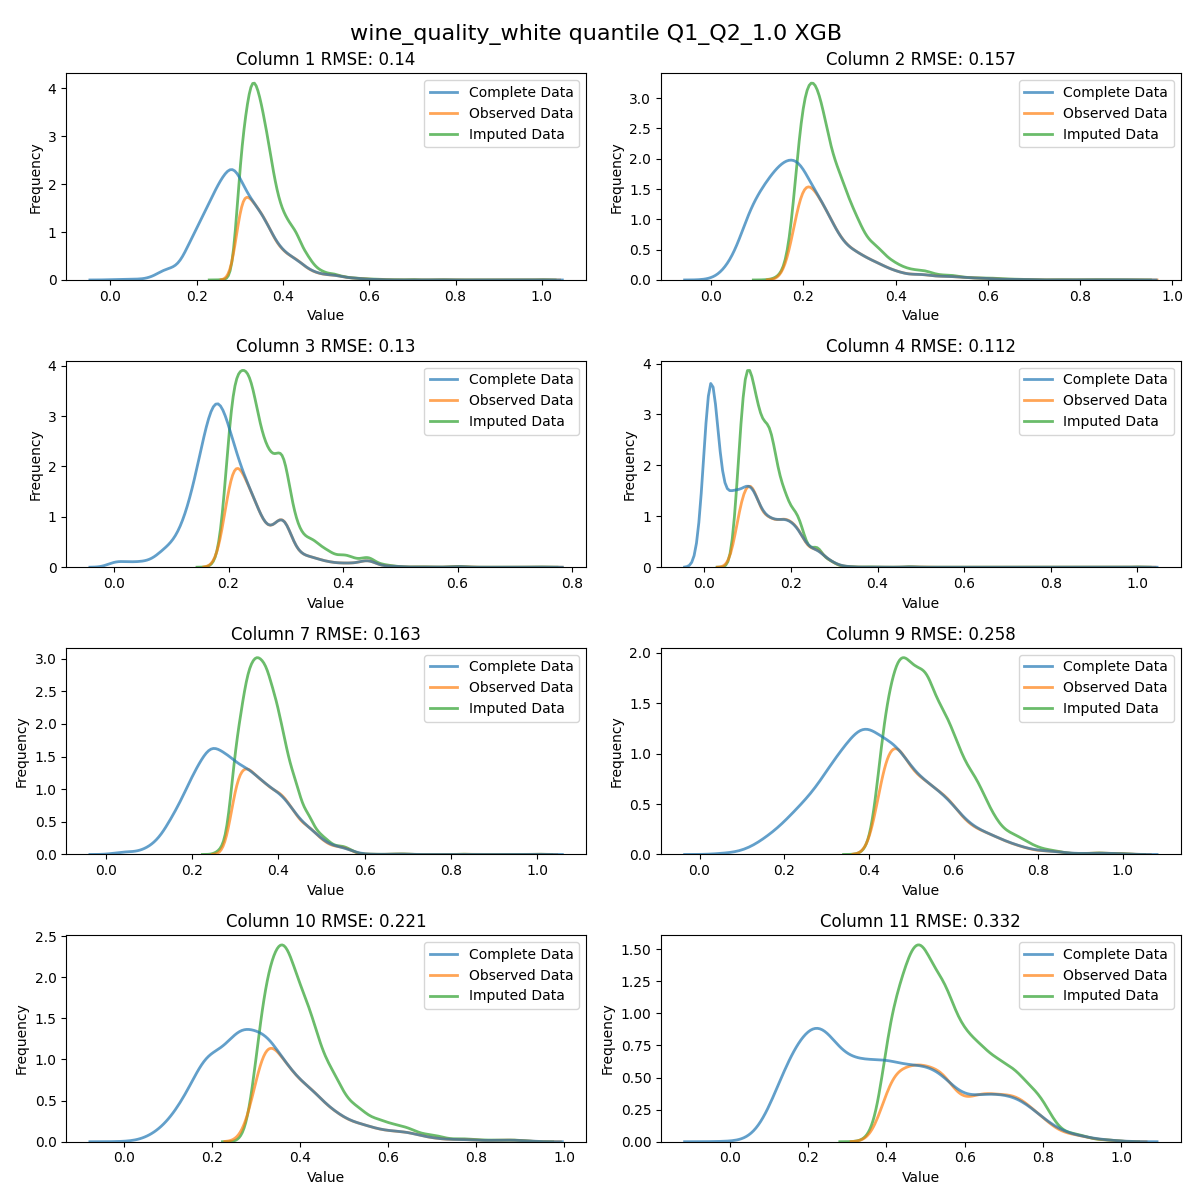 wine_quality_white quantile Q1_Q2_1.0 XGB
Column 1 RMSE: 0.14
Frequency
4
3
2
1
0
0.0 0.2 0.4 0.6 0.8 1.0
Value
Complete Data
Observed Data
Imputed Data
Column 2 RMSE: 0.157
Frequency
3.0
2.5
2.0
1.5
1.0
0.5
0.0
0.0 0.2 0.4 0.6 0.8 1.0
Value
Complete Data
Observed Data
Imputed Data
Column 3 RMSE: 0.13
Frequency
4
3
2
1
0
0.0 0.2 0.4 0.6 0.8
Value
Complete Data
Observed Data
Imputed Data
Column 4 RMSE: 0.112
Frequency
4
3
2
1
0
0.0 0.2 0.4 0.6 0.8 1.0
Value
Complete Data
Observed Data
Imputed Data
Column 7 RMSE: 0.163
Frequency
3.0
2.5
2.0
1.5
1.0
0.5
0.0
0.0 0.2 0.4 0.6 0.8 1.0
Value
Complete Data
Observed Data
Imputed Data
Column 9 RMSE: 0.258
Frequency
2.0
1.5
1.0
0.5
0.0
0.0 0.2 0.4 0.6 0.8 1.0
Value
Complete Data
Observed Data
Imputed Data
Column 10 RMSE: 0.221
Frequency
2.5
2.0
1.5
1.0
0.5
0.0
0.0 0.2 0.4 0.6 0.8 1.0
Value
Complete Data
Observed Data
Imputed Data
Column 11 RMSE: 0.332
Frequency
1.50
1.25
1.00
0.75
0.50
0.25
0.00
0.0 0.2 0.4 0.6 0.8 1.0
Value
Complete Data
Observed Data
Imputed Data